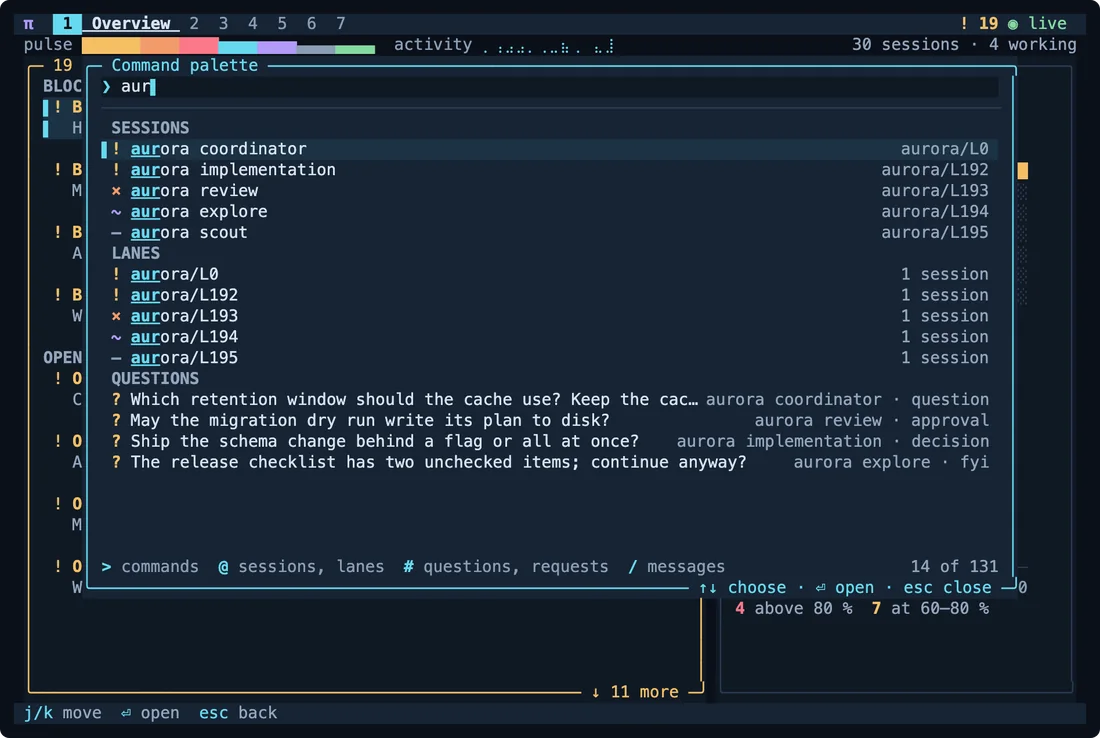 π 1 Overview 2 3 4 5 6 7 ! 19 ◉ live
pulse activity 30 sessions · 4 working
19 Command palette
BLOC ❯ aur
! B
H SESSIONS
! aurora coordinator aurora/L0
! B ! aurora implementation aurora/L192
M × aurora review aurora/L193
~ aurora explore aurora/L194
! B — aurora scout aurora/L195
A LANES
! aurora/L0 1 session
! B ! aurora/L192 1 session
W × aurora/L193 1 session
~ aurora/L194 1 session
OPEN — aurora/L195 1 session
! O QUESTIONS
C ? Which retention window should the cache use? Keep the cac… aurora coordinator · question
? May the migration dry run write its plan to disk? aurora review · approval
! O ? Ship the schema change behind a flag or all at once? aurora implementation · decision
A ? The release checklist has two unchecked items; continue anyway? aurora explore · fyi
! O
M
! O > commands @ sessions, lanes # questions, requests / messages 14 of 131
W ↑↓ choose · ⏎ open · esc close 0
4 above 80 % 7 at 60–80 %
↓ 11 more
j/k move ⏎ open esc back